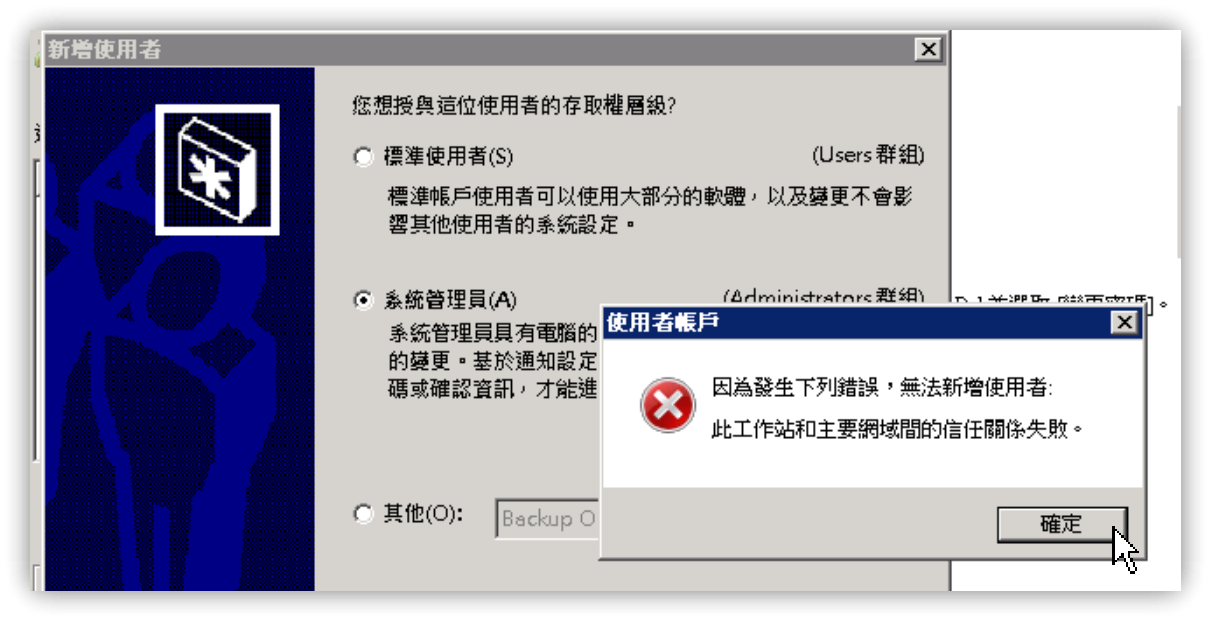 新增使用者
您想授與這位使用者的存取權層級?
標準使用者(S) (Users 群組)
標準帳戶使用者可以使用大部分的軟體，以及變更不會影
響其他使用者的系統設定。
系統管理員(A) (Administrators 群組)
系統管理員具有電腦的
的變更。基於通知設定
碼或確認資訊，才能進
並選取 [變更密碼]。
使用者帳戶
因為發生下列錯誤，無法新增使用者:
此工作站和主要網域間的信任關係失敗。
確定
其他(O): Backup O